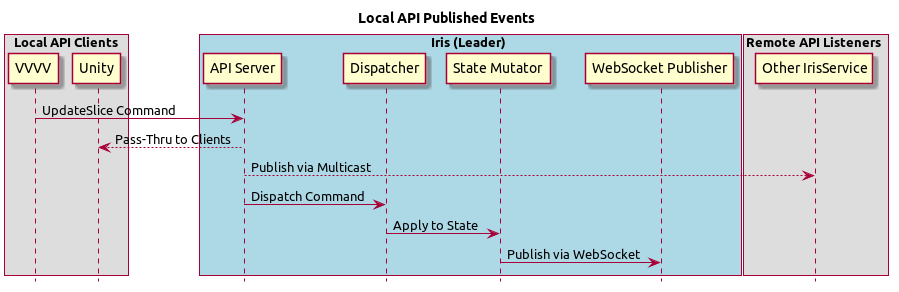 Local API Published Events
Local API Clients
Iris (Leader)
Remote API Listeners
VVVV
Unity
API Server
Dispatcher
State Mutator
WebSocket Publisher
Other IrisService
UpdateSlice Command
Pass-Thru to Clients
Publish via Multicast
Dispatch Command
Apply to State
Publish via WebSocket